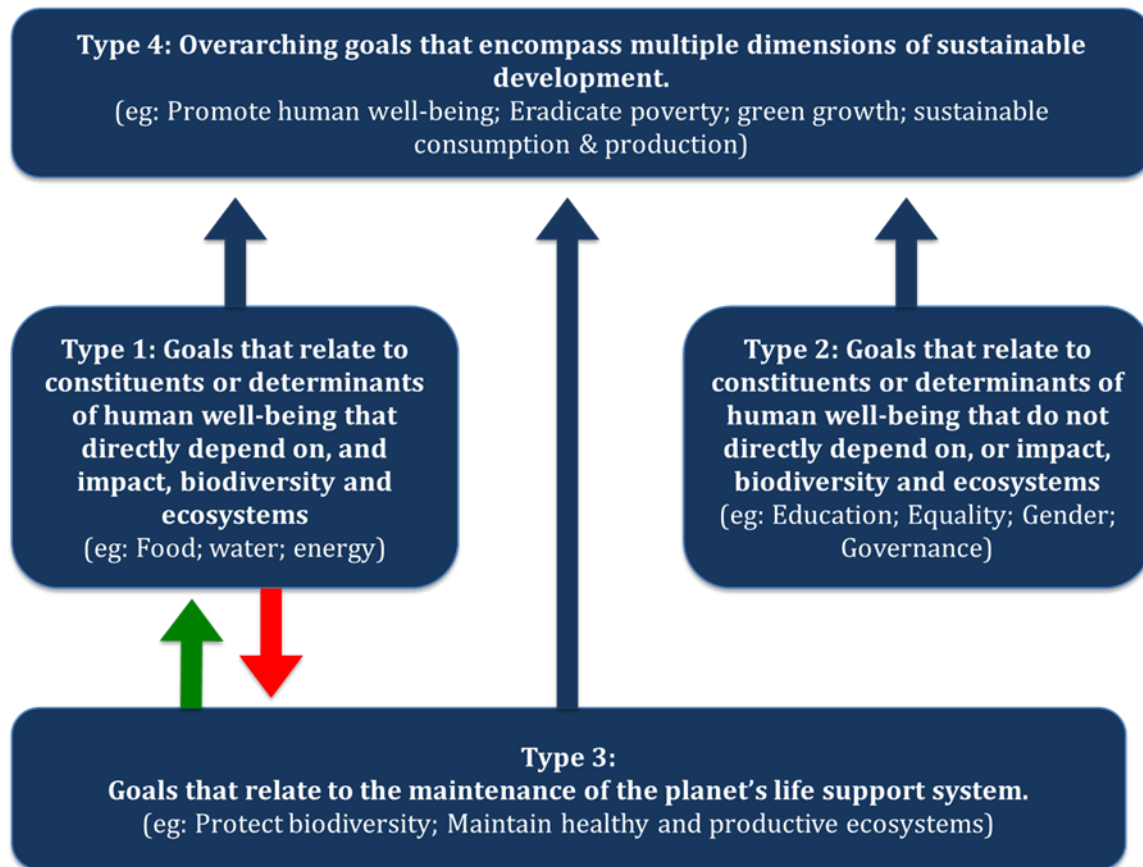 Type 4: Overarching goals that encompass multiple dimensions of sustainable
development.
(eg: Promote human well-being; Eradicate poverty; green growth; sustainable
consumption & production)
Type 1: Goals that relate to
constituents or determinants
of human well-being that
directly depend on, and
impact, biodiversity and
ecosystems
(eg: Food; water; energy)
Type 2: Goals that relate to
constituents or determinants of
human well-being that do not
directly depend on, or impact,
biodiversity and ecosystems
(eg: Education; Equality; Gender;
Governance)
Type 3:
Goals that relate to the maintenance of the planet’s life support system.
(eg: Protect biodiversity; Maintain healthy and productive ecosystems)